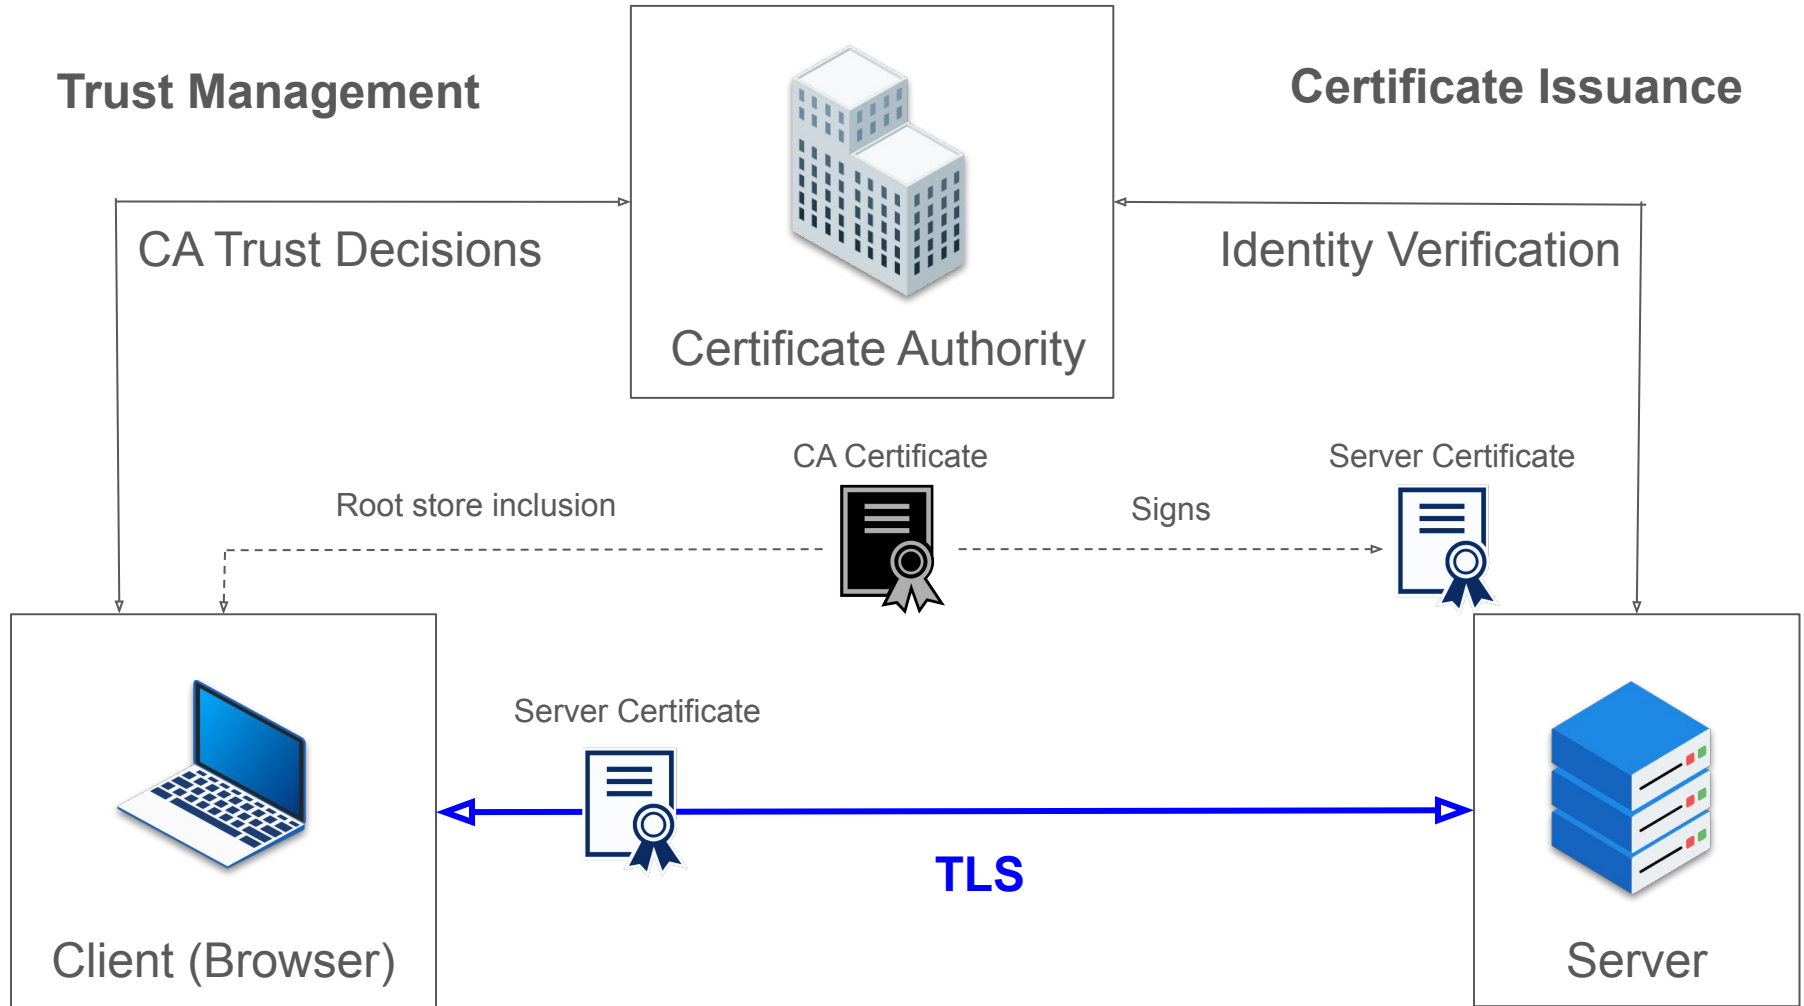 Trust Management
Certificate Issuance
CA Trust Decisions
Identity Verification
Certificate Authority
CA Certificate
Server Certificate
Root store inclusion
Signs
Server Certificate
TLS
Client (Browser)
Server